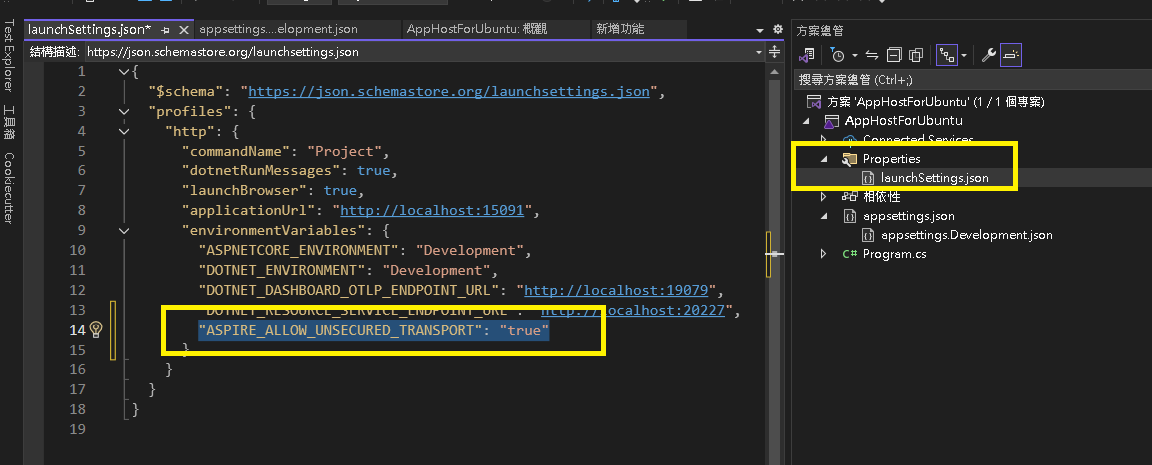 launchSettings.json*
appsettings....elopment.json
AppHostForUbuntu: 概觀
新增功能
結構描述: https://json.schemastore.org/launchsettings.json
Test Explorer
工具箱
Cookiecutter
1 {
2 "$schema": "https://json.schemastore.org/launchsettings.json",
3 "profiles": {
4 "http": {
5 "commandName": "Project",
6 "dotnetRunMessages": true,
7 "launchBrowser": true,
8 "applicationUrl": "http://localhost:15091",
9 "environmentVariables": {
10 "ASPNETCORE_ENVIRONMENT": "Development",
11 "DOTNET_ENVIRONMENT": "Development",
12 "DOTNET_DASHBOARD_OTLP_ENDPOINT_URL": "http://localhost:19079",
13 "DOTNET_RESOURCE_SERVICE_ENDPOINT_URL": "http://localhost:20227",
14 "ASPIRE_ALLOW_UNSECURED_TRANSPORT": "true"
15 }
16 }
17 }
18 }
19
方案總管
搜尋方案總管 (Ctrl+;)
方案 'AppHostForUbuntu' (1 / 1 個專案)
AppHostForUbuntu
Connected Services
Properties
{} launchSettings.json
相依性
{} appsettings.json
{} appsettings.Development.json
C# Program.cs